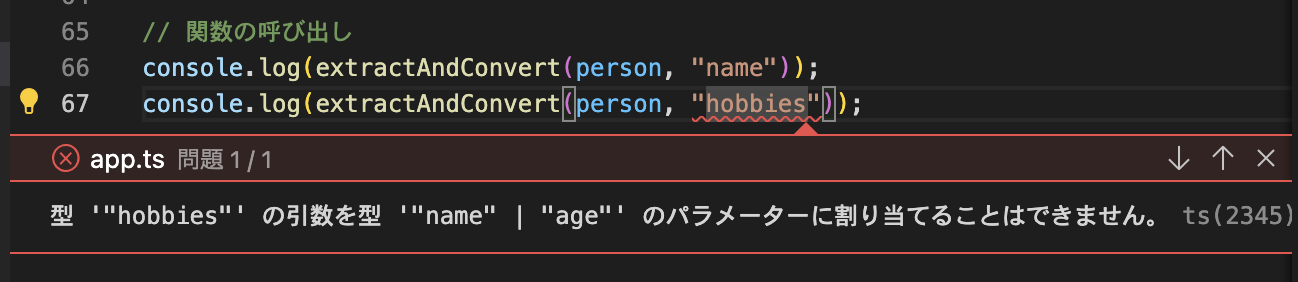 65 // 関数の呼び出し
66 console.log(extractAndConvert(person, "name"));
67 console.log(extractAndConvert(person, "hobbies"));
app.ts 問題 1 / 1
型 '"hobbies"' の引数を型 '"name" | "age"' のパラメーターに割り当てることはできません。 ts(2345)